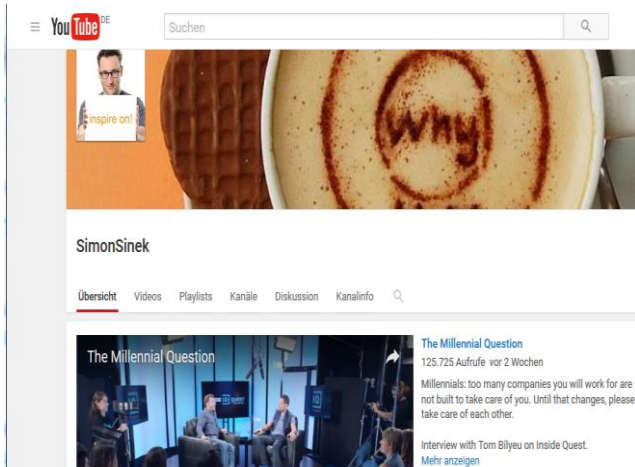 YouTube DE
Suchen
inspire on!
Why
SimonSinek
Übersicht Videos Playlists Kanäle Diskussion Kanalinfo
The Millennial Question
The Millennial Question
125.725 Aufrufe vor 2 Wochen
Millennials: too many companies you will work for are
not built to take care of you. Until that changes, please
take care of each other.
Interview with Tom Bilyeu on Inside Quest.
Mehr anzeigen